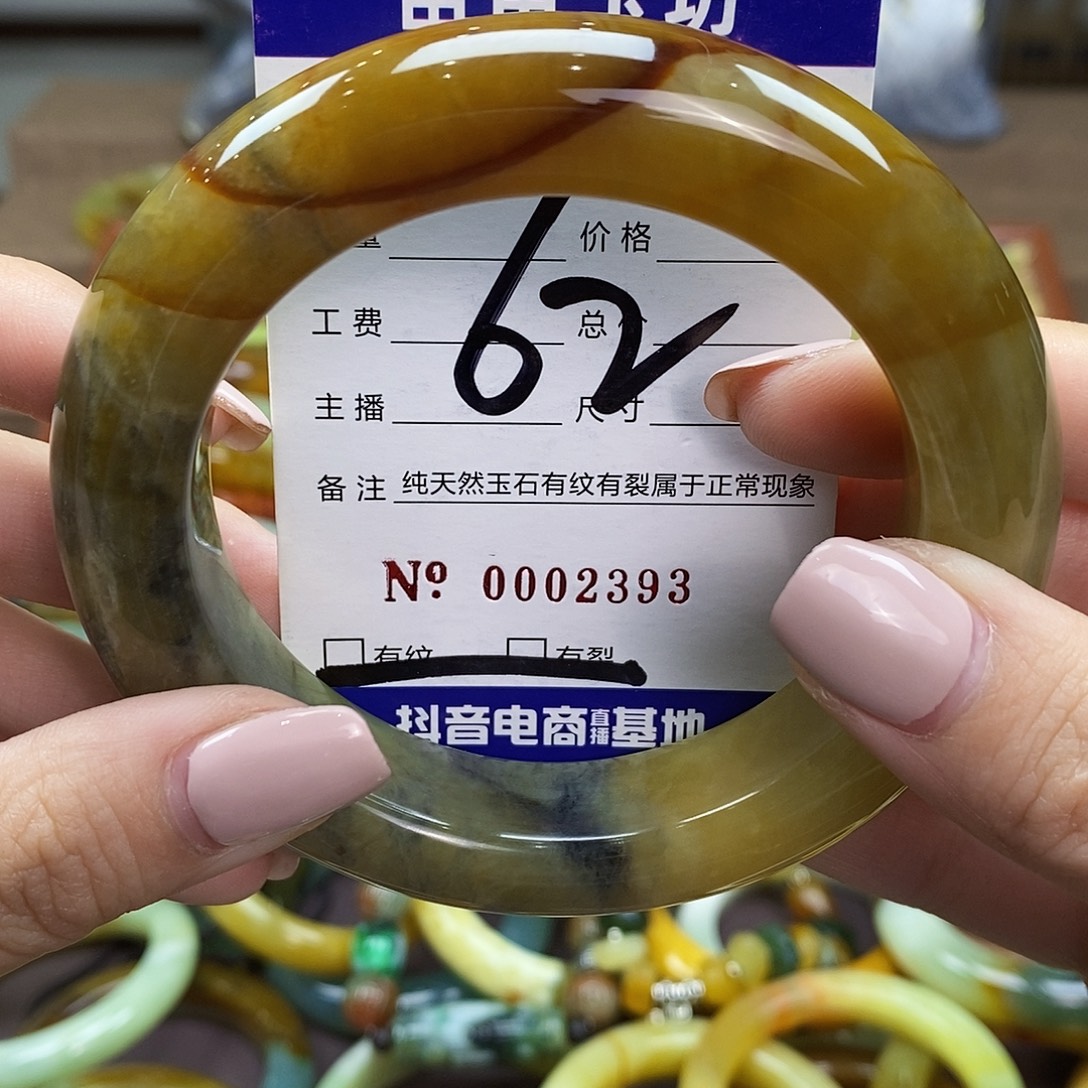 价格
62
工费 总
主播 尺寸
备注 纯天然玉石有纹有裂属于正常现象
Nº 0002393
有纹 有裂
抖音电商直播基地